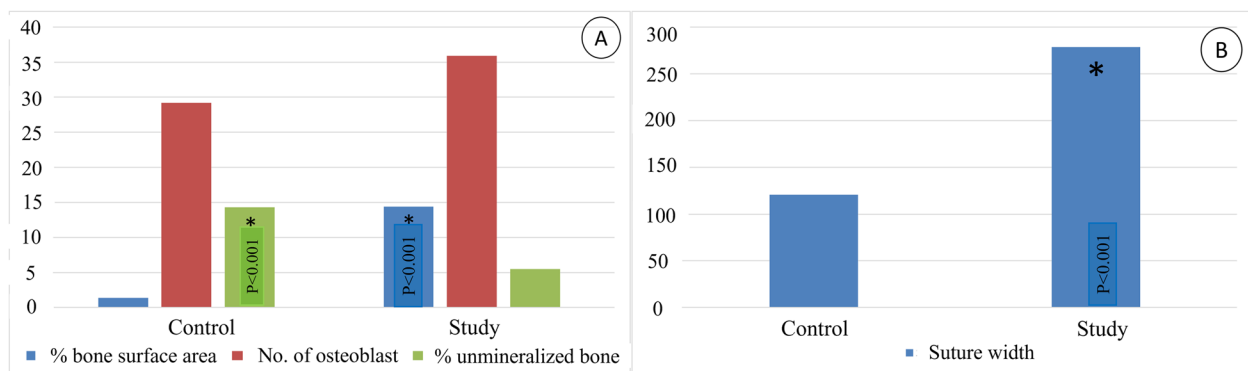 A
40
35
30
25
20
15
10
5
0
*
P<0.001
*
P<0.001
Control Study
% bone surface area No. of osteoblast % unmineralized bone
B
300
250
200
150
100
50
0
*
P<0.001
Control Study
Suture width